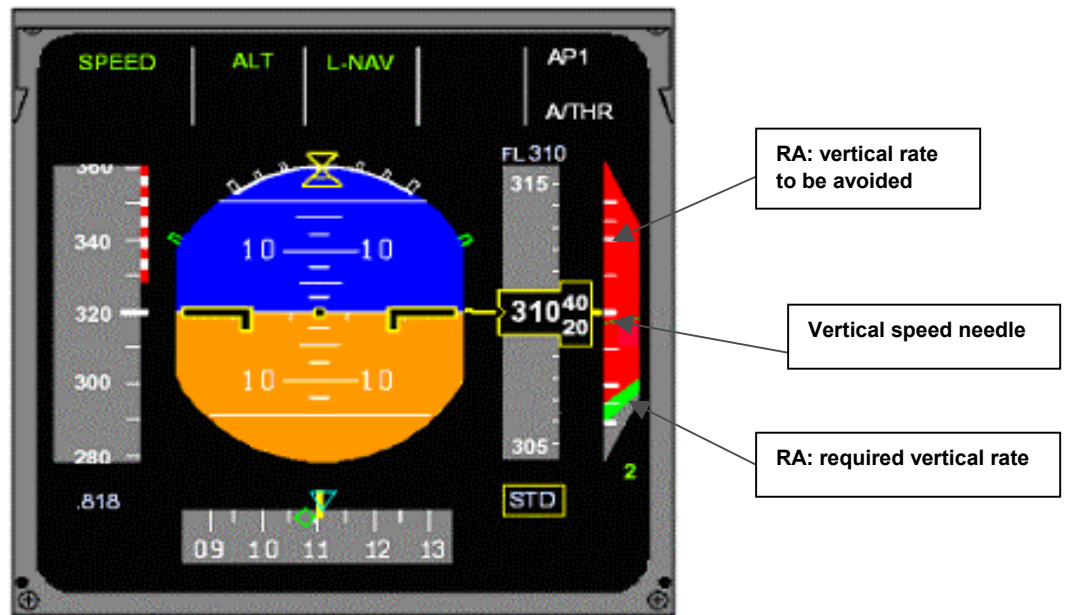 SPEED ALT L-NAV AP1
A/THR
FL 310
360
340
320
300
280
.818
10 10
10 10
315
310 40
20
305
2
STD
09 10 11 12 13
RA: vertical rate
to be avoided
Vertical speed needle
RA: required vertical rate